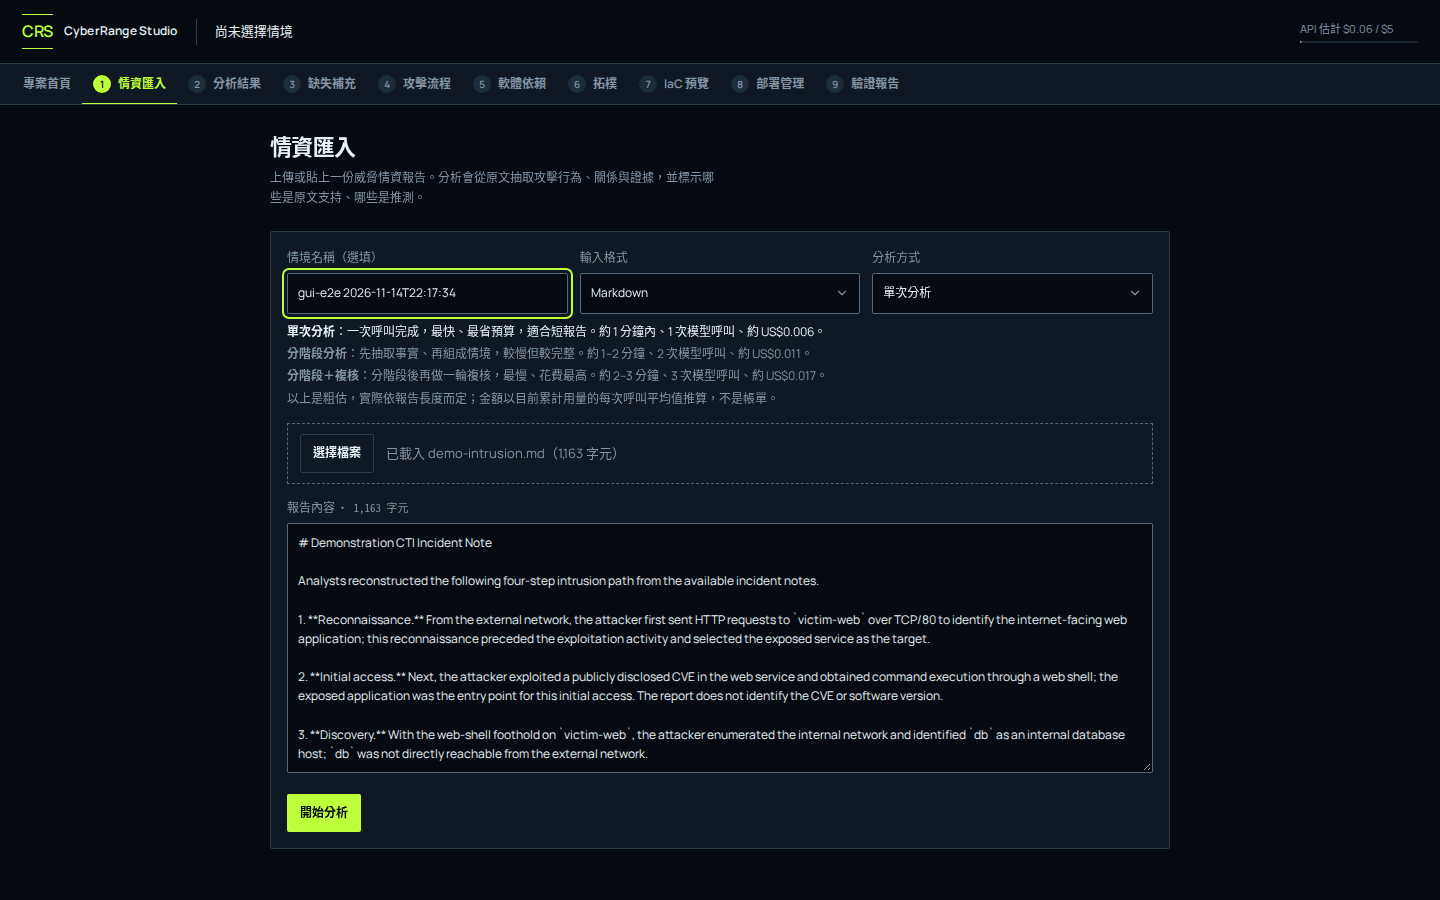 CRS CyberRange Studio 尚未選擇情境 API 估計 $0.06 / $5
專案首頁 1 情資匯入 2 分析結果 3 缺失補充 4 攻擊流程 5 軟體依賴 6 拓樸 7 IaC 預覽 8 部署管理 9 驗證報告
情資匯入
上傳或貼上一份威脅情資報告。分析會從原文抽取攻擊行為、關係與證據，並標示哪
些是原文支持、哪些是推測。
情境名稱（選填） 輸入格式 分析方式
gui-e2e 2026-11-14T22:17:34 Markdown 單次分析
單次分析：一次呼叫完成，最快、最省預算，適合短報告。約 1 分鐘內、1 次模型呼叫、約 US$0.006。
分階段分析：先抽取事實、再組成情境，較慢但較完整。約 1–2 分鐘、2 次模型呼叫、約 US$0.011。
分階段＋複核：分階段後再做一輪複核，最慢、花費最高。約 2–3 分鐘、3 次模型呼叫、約 US$0.017。
以上是粗估，實際依報告長度而定；金額以目前累計用量的每次呼叫平均值推算，不是帳單。
選擇檔案 已載入 demo-intrusion.md（1,163 字元）
報告內容 · 1,163 字元
# Demonstration CTI Incident Note
Analysts reconstructed the following four-step intrusion path from the available incident notes.
1. **Reconnaissance.** From the external network, the attacker first sent HTTP requests to `victim-web` over TCP/80 to identify the internet-facing web
application; this reconnaissance preceded the exploitation activity and selected the exposed service as the target.
2. **Initial access.** Next, the attacker exploited a publicly disclosed CVE in the web service and obtained command execution through a web shell; the
exposed application was the entry point for this initial access. The report does not identify the CVE or software version.
3. **Discovery.** With the web-shell foothold on `victim-web`, the attacker enumerated the internal network and identified `db` as an internal database
host; `db` was not directly reachable from the external network.
開始分析